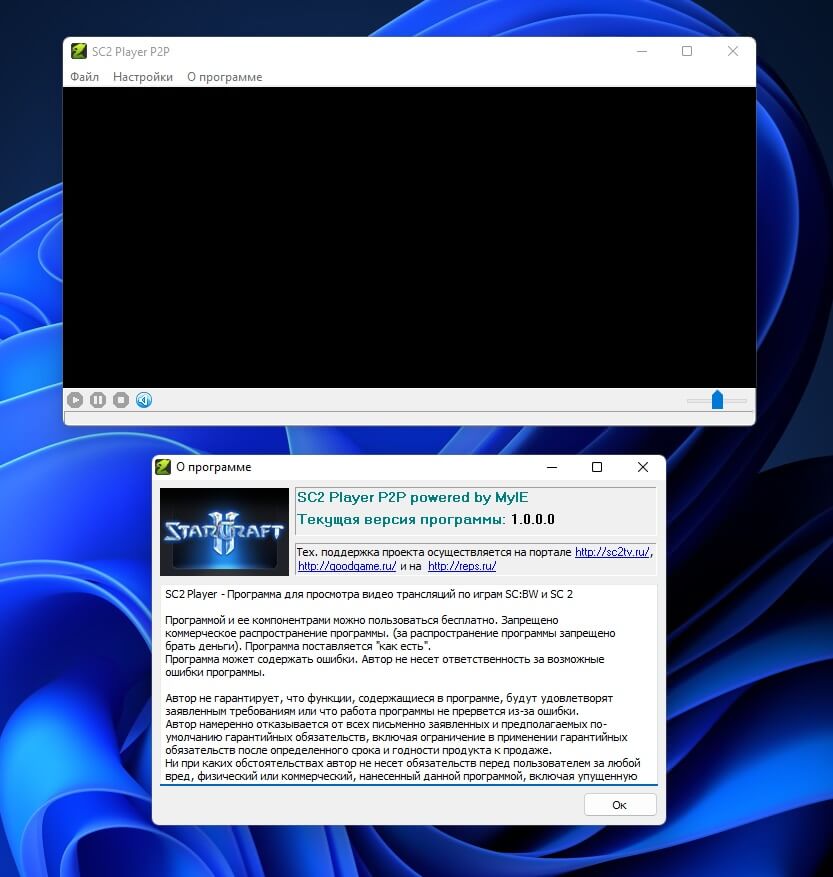 SC2 Player P2P
Файл Настройки О программе
О программе
STARCRAFT
II
SC2 Player P2P powered by MyIE
Текущая версия программы: 1.0.0.0
Тех. поддержка проекта осуществляется на портале http://sc2tv.ru/,
http://goodgame.ru/ и на http://reps.ru/
SC2 Player - Программа для просмотра видео трансляций по играм SC:BW и SC 2
Программой и ее компонентрами можно пользоваться бесплатно. Запрещено
коммерческое распространение программы. (за распространение программы запрещено
брать деньги). Программа поставляется "как есть".
Программа может содержать ошибки. Автор не несет ответственность за возможные
ошибки программы.
Автор не гарантирует, что функции, содержащиеся в программе, будут удовлетворят
заявленным требованиям или что работа программы не прервется из-за ошибки.
Автор намеренно отказывается от всех письменно заявленных и предполагаемых по-
умолчанию гарантийных обязательств, включая ограничение в применении гарантийных
обязательств после определенного срока и годности продукта к продаже.
Ни при каких обстоятельствах автор не несет обязательств перед пользователем за любой
вред, физический или коммерческий, нанесенный данной программой, включая упущенную
Ок